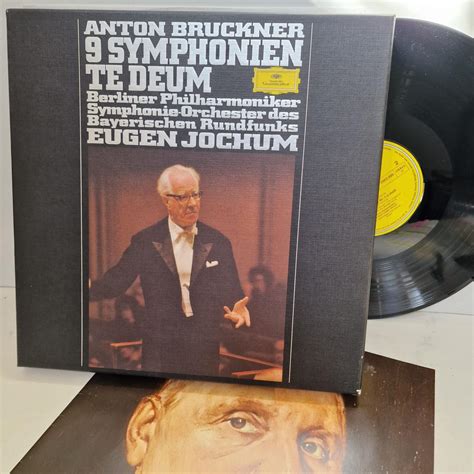 ANTON BRUCKNER
9 SYMPHONIEN
TE DEUM
Berliner Philharmoniker
Symphonie-Orchester des
Bayerischen Rundfunks
EUGEN JOCHUM